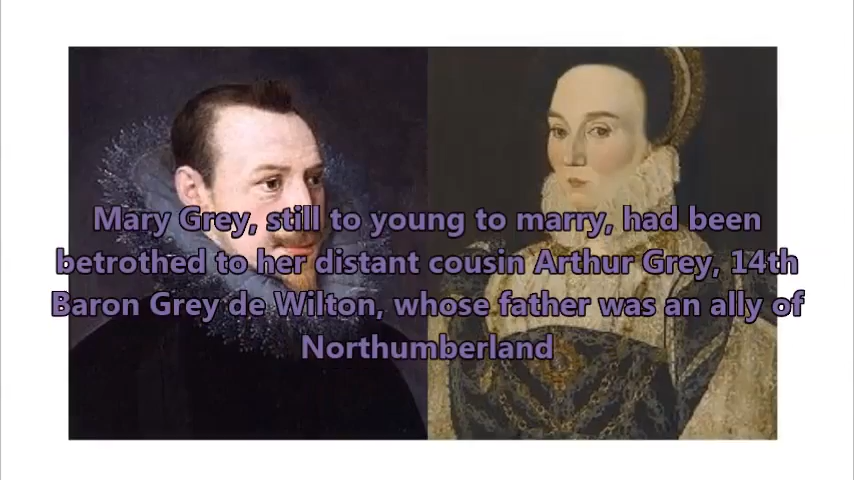 Mary Grey, still to young to marry, had been
betrothed to her distant cousin Arthur Grey, 14th
Baron Grey de Wilton, whose father was an ally of
Northumberland